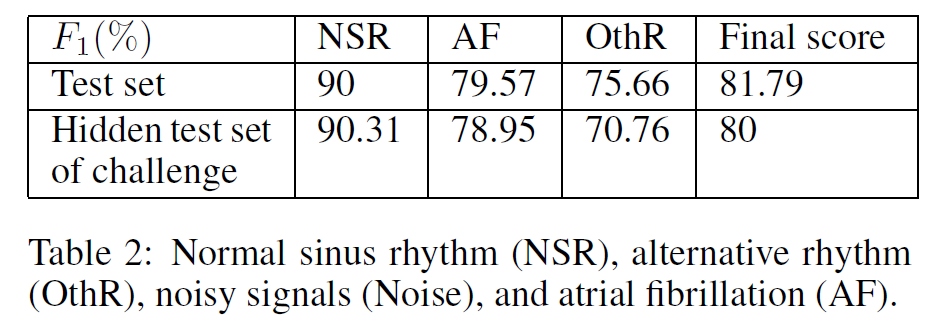 F₁(%) NSR AF OthR Final score
Test set 90 79.57 75.66 81.79
Hidden test set 90.31 78.95 70.76 80
of challenge
Table 2: Normal sinus rhythm (NSR), alternative rhythm
(OthR), noisy signals (Noise), and atrial fibrillation (AF).